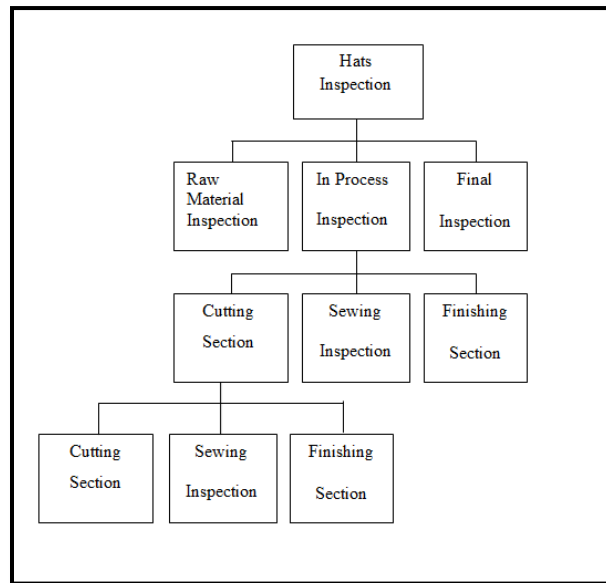 Hats
Inspection
Raw
Material
Inspection
In Process
Inspection
Final
Inspection
Cutting
Section
Sewing
Inspection
Finishing
Section
Cutting
Section
Sewing
Inspection
Finishing
Section